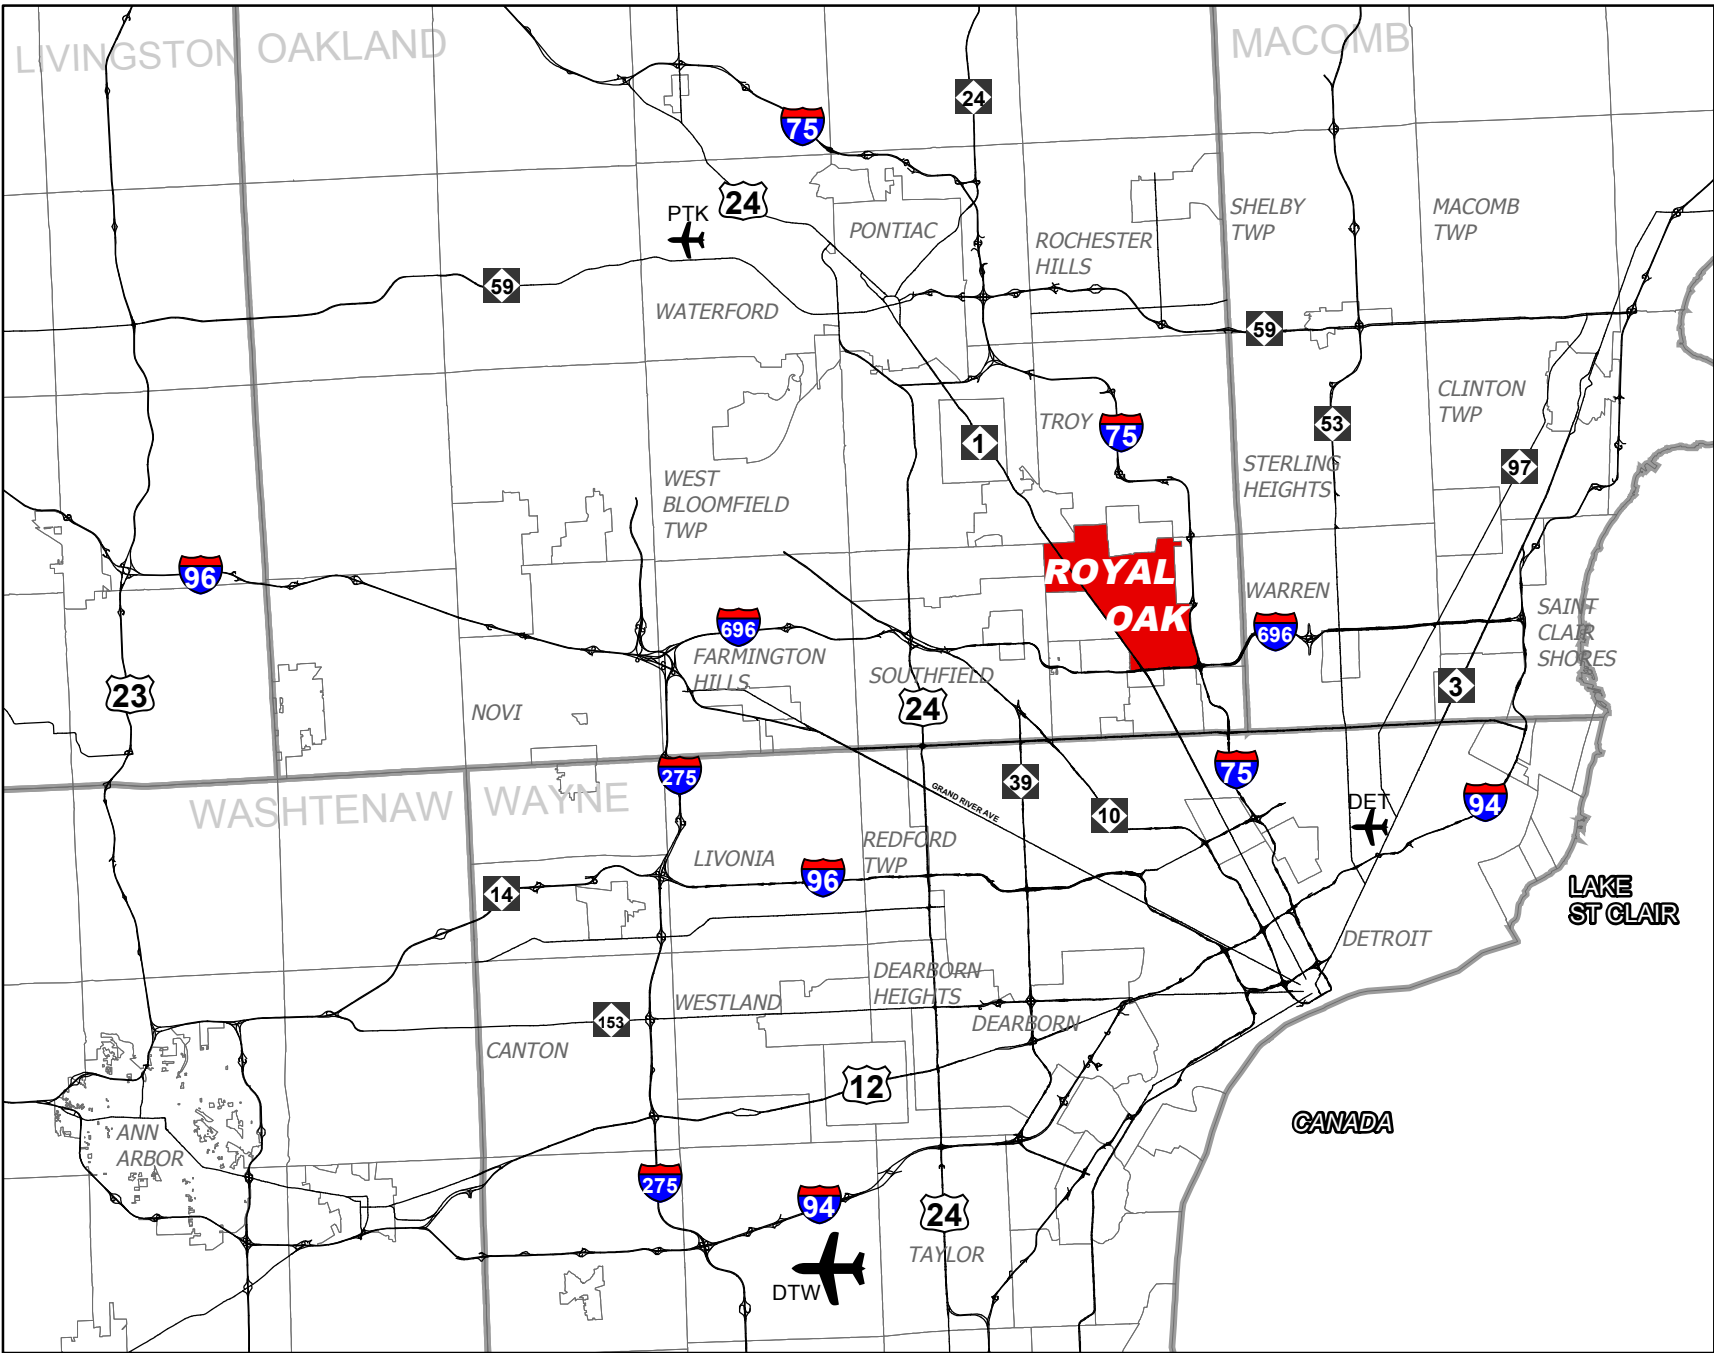 LIVINGSTON
OAKLAND
MACOMB
24
75
24
PTK
PONTIAC
SHELBY
TWP
MACOMB
TWP
ROCHESTER
HILLS
59
WATERFORD
59
CLINTON
TWP
TROY
75
53
1
97
STERLING
HEIGHTS
WEST
BLOOMFIELD
TWP
96
ROYAL
OAK
WARREN
696
696
SAINT
CLAIR
SHORES
FARMINGTON
HILLS
SOUTHFIELD
23
24
3
NOVI
275
39
75
WASHTENAW
WAYNE
GRAND RIVER AVE
10
DET
94
REDFORD
TWP
LIVONIA
96
14
LAKE
ST CLAIR
DETROIT
DEARBORN
HEIGHTS
WESTLAND
153
DEARBORN
CANTON
12
ANN
ARBOR
CANADA
275
94
24
TAYLOR
DTW